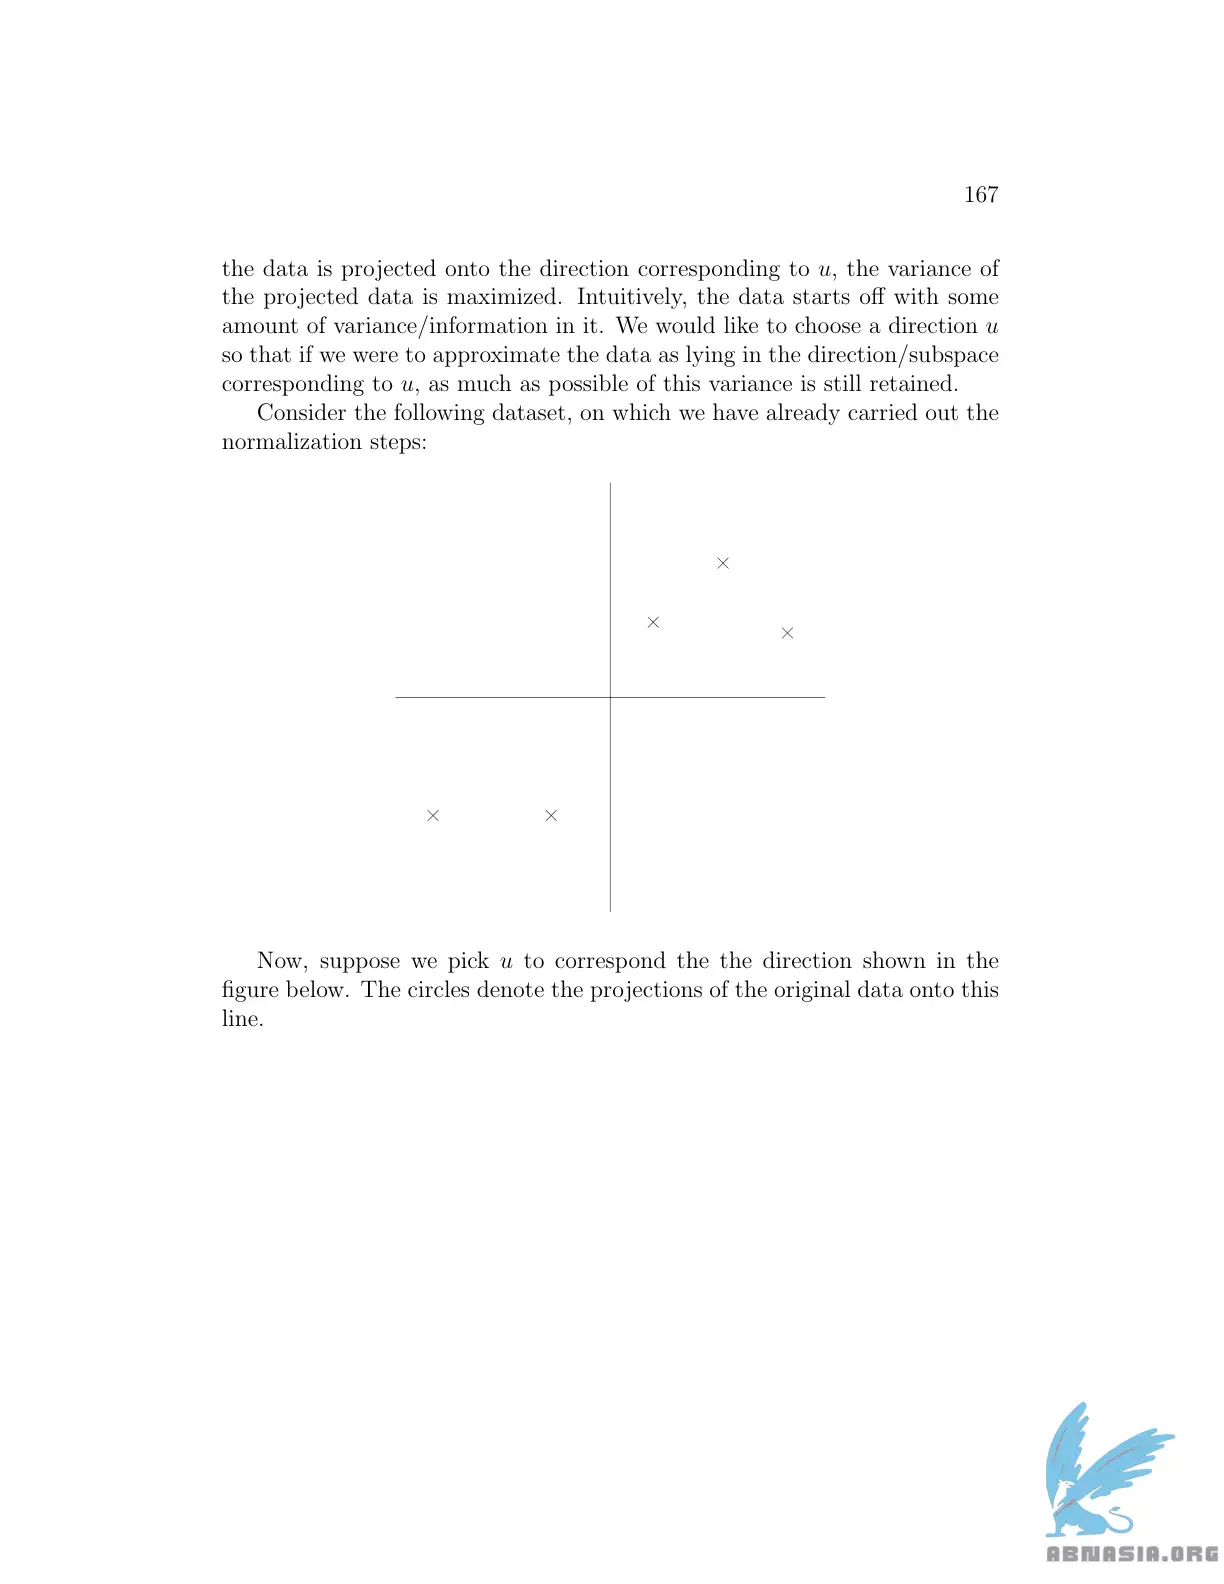 167
the data is projected onto the direction corresponding to u, the variance of
the projected data is maximized. Intuitively, the data starts off with some
amount of variance/information in it. We would like to choose a direction u
so that if we were to approximate the data as lying in the direction/subspace
corresponding to u, as much as possible of this variance is still retained.
Consider the following dataset, on which we have already carried out the
normalization steps:
Now, suppose we pick u to correspond the the direction shown in the
figure below. The circles denote the projections of the original data onto this
line.
ABNASIA.ORG